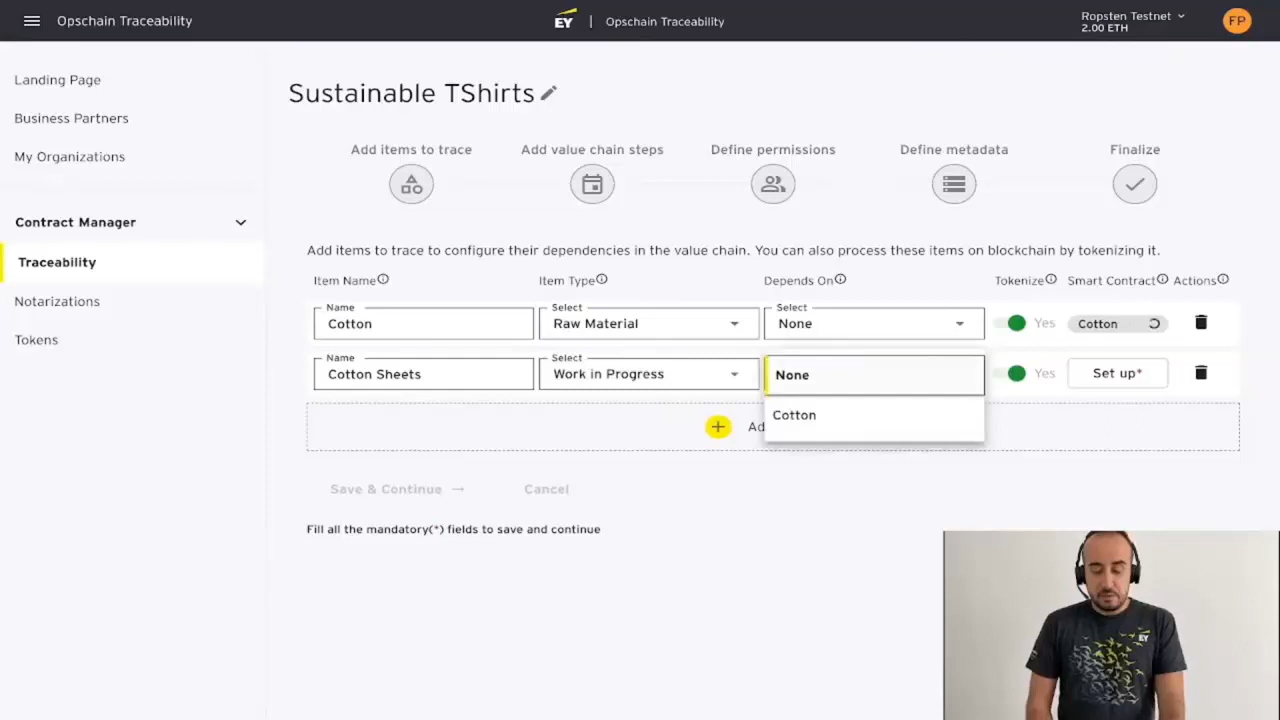 Opschain Traceability
EY | Opschain Traceability
Ropsten Testnet
2.00 ETH
FP
Landing Page
Business Partners
My Organizations
Contract Manager
Traceability
Notarizations
Tokens
Sustainable TShirts
Add items to trace
Add value chain steps
Define permissions
Define metadata
Finalize
Add items to trace to configure their dependencies in the value chain. You can also process these items on blockchain by tokenizing it.
Item Name Item Type Depends On Tokenize Smart Contract Actions
Name Select Select
Cotton Raw Material None Yes Cotton
Name Select
Cotton Sheets Work in Progress None Yes Set up*
Cotton
Ad
Save & Continue → Cancel
Fill all the mandatory(*) fields to save and continue
EY